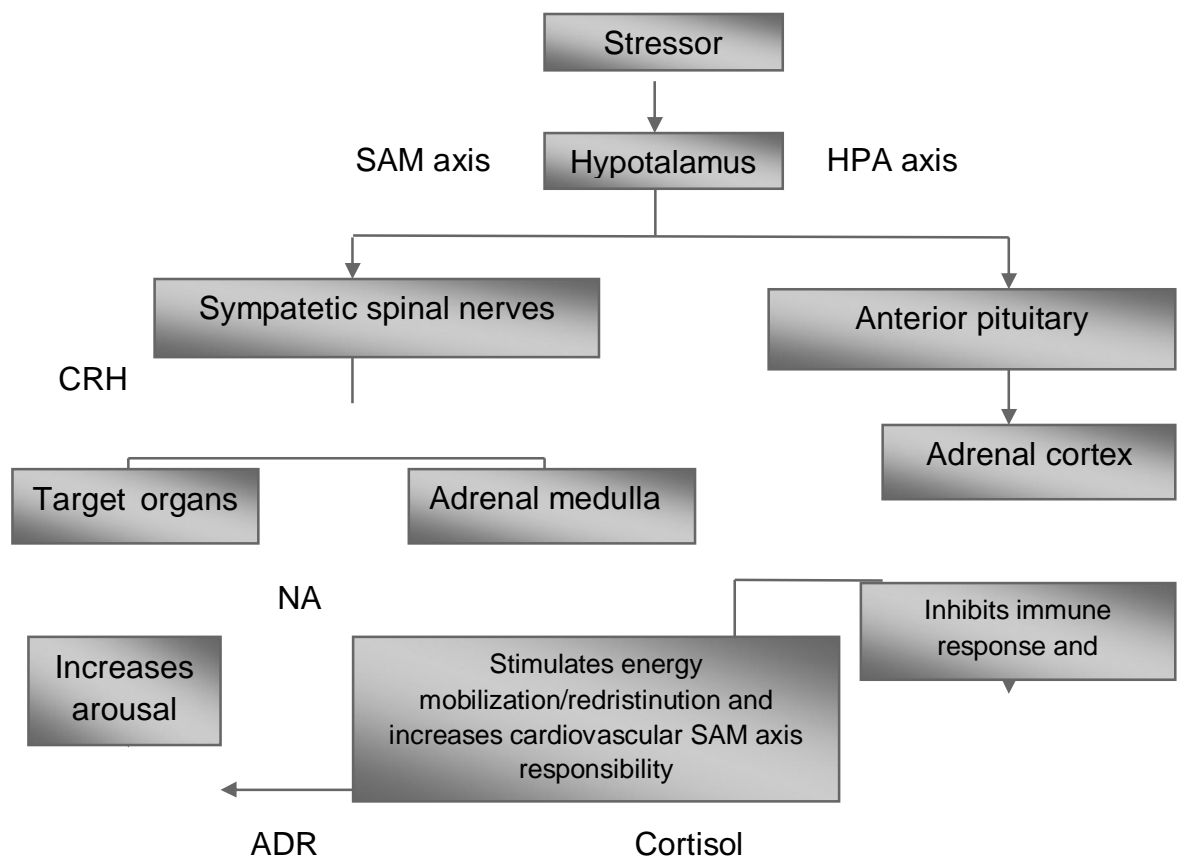 Stressor
SAM axis
Hypotalamus
HPA axis
Sympatetic spinal nerves
Anterior pituitary
CRH
Adrenal cortex
Target organs
Adrenal medulla
NA
Inhibits immune
response and
Increases
arousal
Stimulates energy
mobilization/redristinution and
increases cardiovascular SAM axis
responsibility
ADR
Cortisol